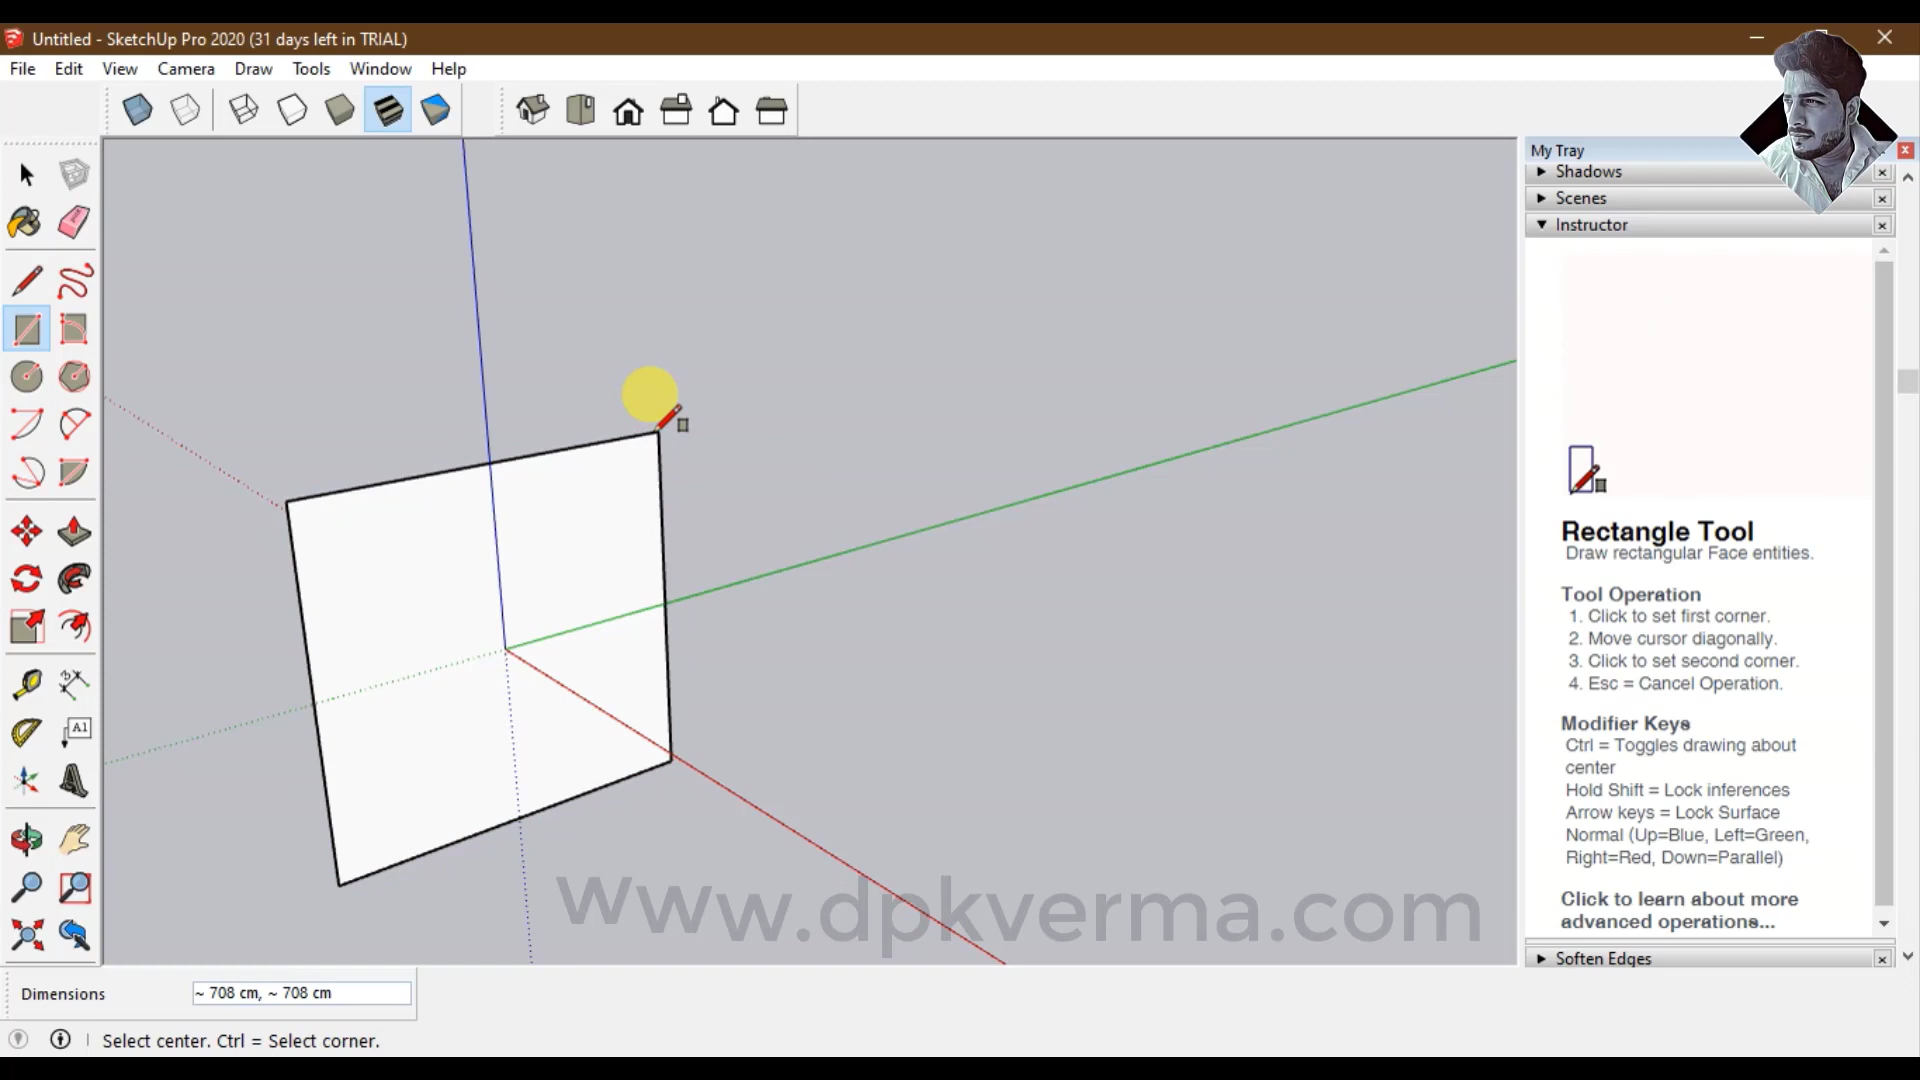 Untitled - SketchUp Pro 2020 (31 days left in TRIAL)
File Edit View Camera Draw Tools Window Help
My Tray
Shadows
Scenes
Instructor
Rectangle Tool
Draw rectangular Face entities.
Tool Operation
1. Click to set first corner.
2. Move cursor diagonally.
3. Click to set second corner.
4. Esc = Cancel Operation.
Modifier Keys
Ctrl = Toggles drawing about
center
Hold Shift = Lock inferences
Arrow keys = Lock Surface
Normal (Up=Blue, Left=Green,
Right=Red, Down=Parallel)
Click to learn about more
advanced operations...
Soften Edges
A1
www.dpkverma.com
Dimensions ~ 708 cm, ~ 708 cm
Select center. Ctrl = Select corner.